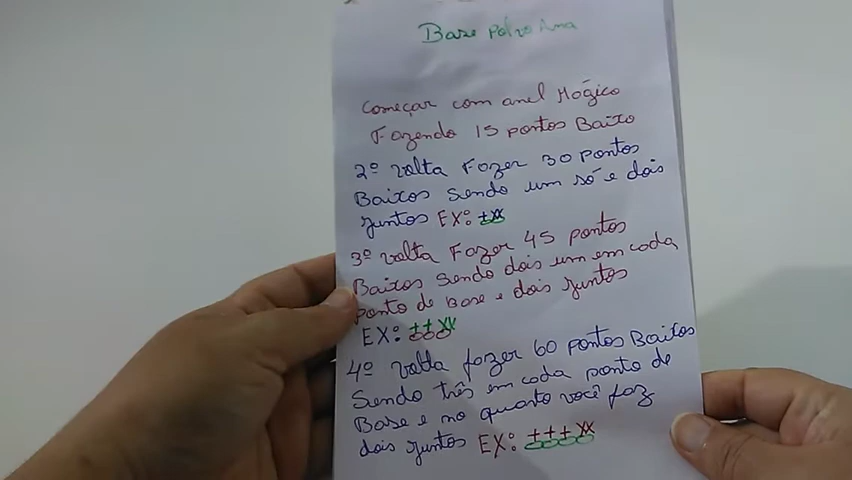 Base
Começar com anel Mágico
Fazendo 15 pontos Baixo
2º volta Fazer 30 pontos
Baixos Sendo um só e dois
juntos EX:
3º volta Fazer 45 pontos
Baixos Sendo dois um em cada
ponto de Base e dois juntos
EX:
4º volta fazer 60 pontos Baixos
Sendo três em cada ponto de
Base e no quarto você faz
dois juntos EX: